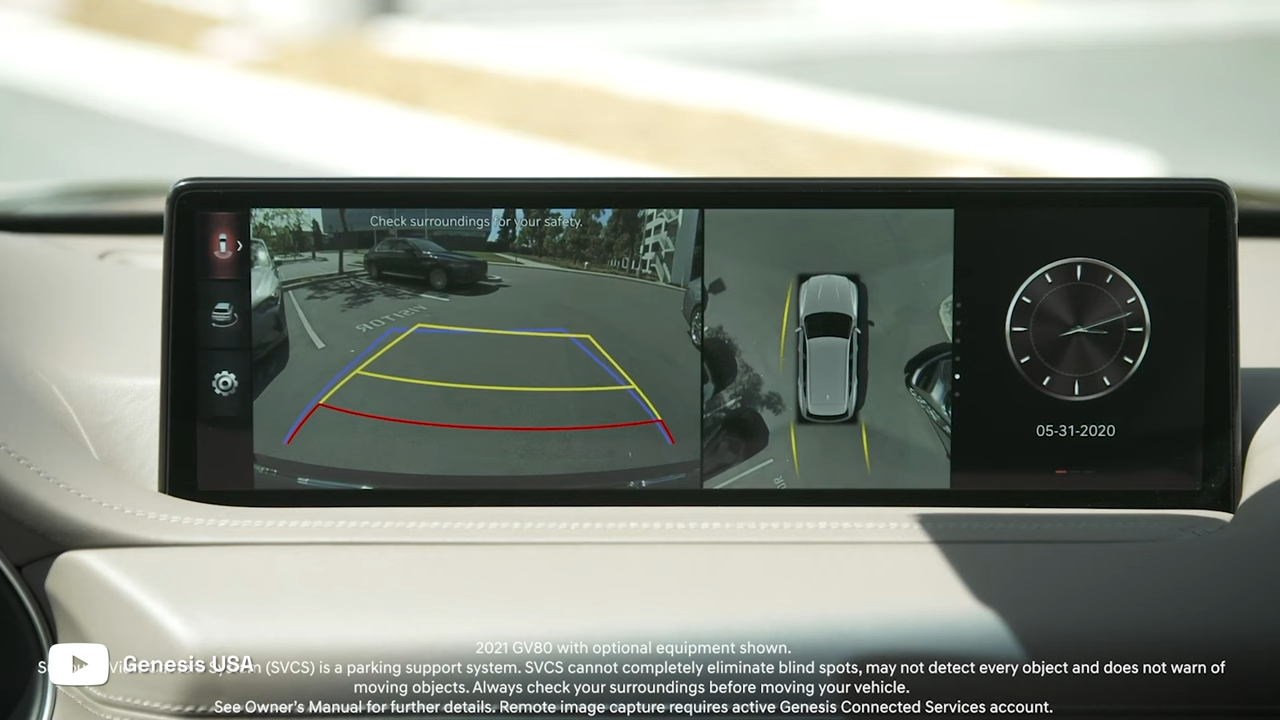 Check surroundings for your safety.
VISITOR
05-31-2020
2021 GV80 with optional equipment shown.
Genesis USA
(SVCS) is a parking support system. SVCS cannot completely eliminate blind spots, may not detect every object and does not warn of
moving objects. Always check your surroundings before moving your vehicle.
See Owner's Manual for further details. Remote image capture requires active Genesis Connected Services account.